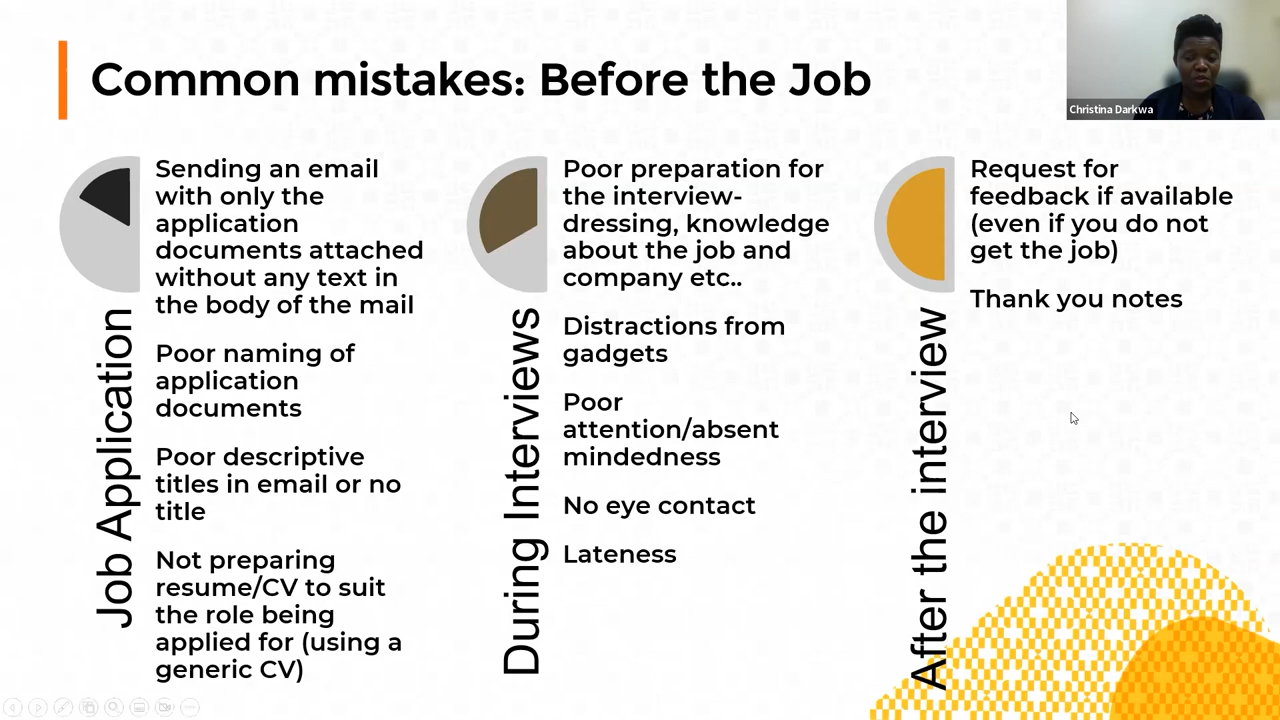 Common mistakes: Before the Job
Christina Darkwa
Job Application
Sending an email
with only the
application
documents attached
without any text in
the body of the mail
Poor naming of
application
documents
Poor descriptive
titles in email or no
title
Not preparing
resume/CV to suit
the role being
applied for (using a
generic CV)
During Interviews
Poor preparation for
the interview-
dressing, knowledge
about the job and
company etc..
Distractions from
gadgets
Poor
attention/absent
mindedness
No eye contact
Lateness
After the interview
Request for
feedback if available
(even if you do not
get the job)
Thank you notes